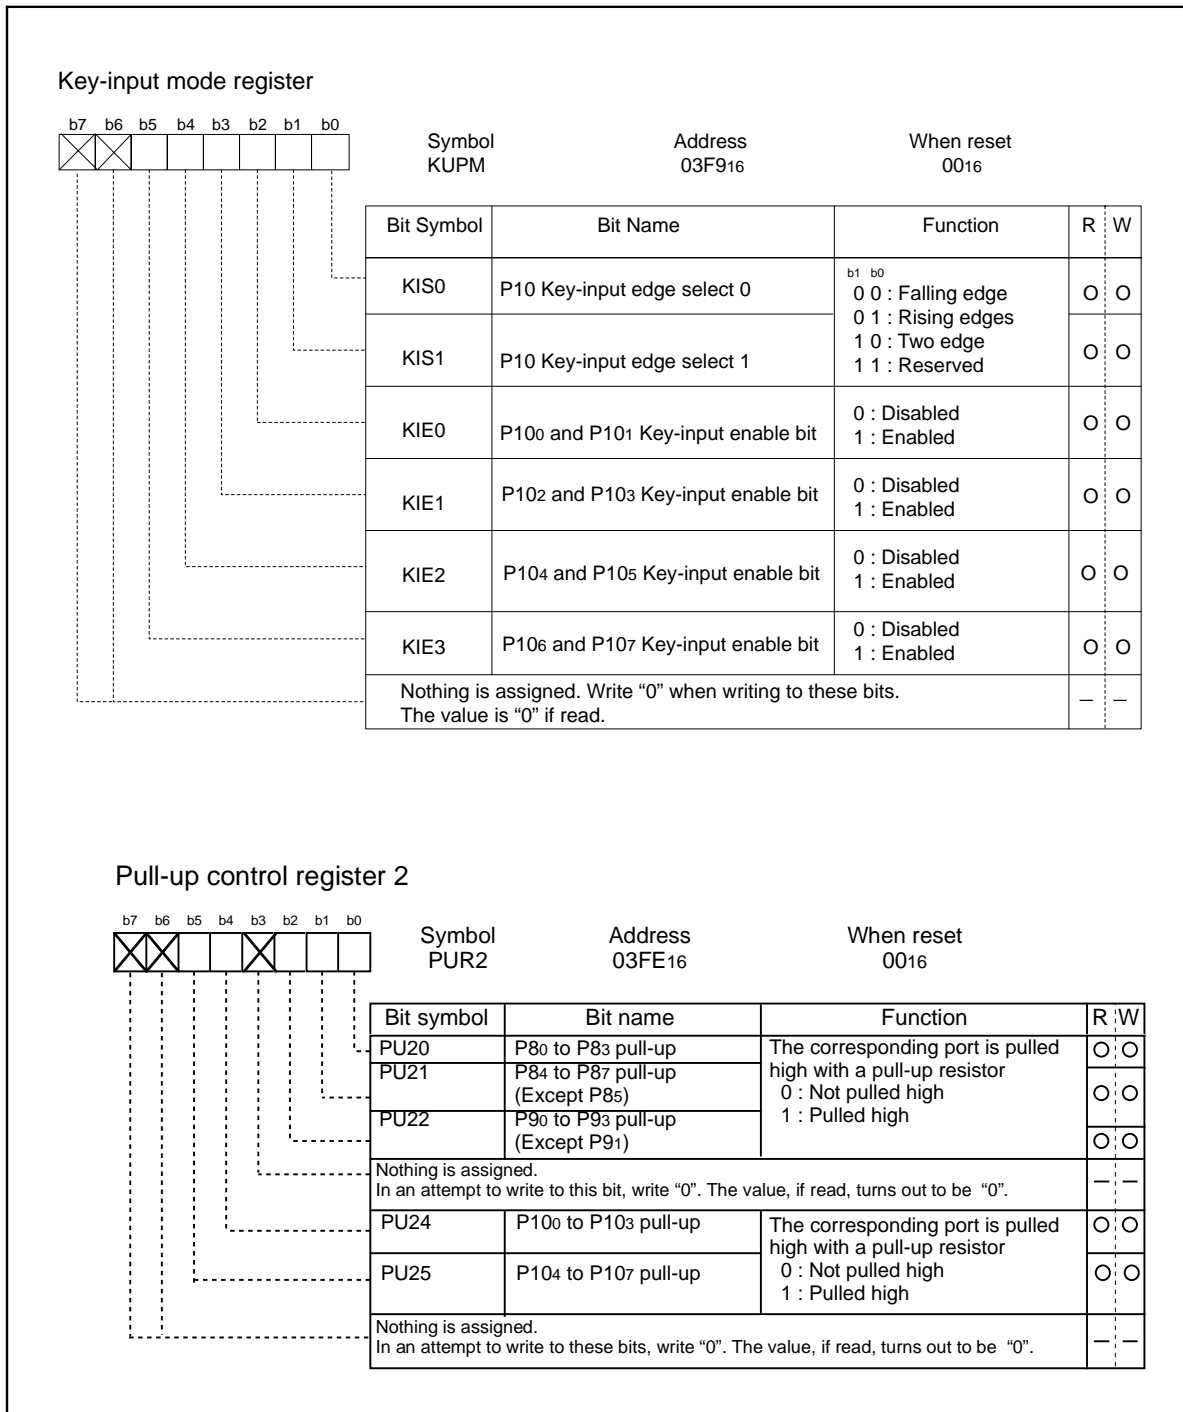 Key-input mode register
b7 b6 b5 b4 b3 b2 b1 b0
Symbol Address When reset
KUPM 03F916 0016
Bit Symbol Bit Name Function R W
KIS0 P10 Key-input edge select 0 O O
b1 b0
0 0 : Falling edge
0 1 : Rising edges
1 0 : Two edge
1 1 : Reserved
KIS1 P10 Key-input edge select 1 O O
KIE0 P100 and P101 Key-input enable bit O O
0 : Disabled
1 : Enabled
KIE1 P102 and P103 Key-input enable bit O O
0 : Disabled
1 : Enabled
KIE2 P104 and P105 Key-input enable bit O O
0 : Disabled
1 : Enabled
KIE3 P106 and P107 Key-input enable bit O O
0 : Disabled
1 : Enabled
Nothing is assigned. Write “0” when writing to these bits.
The value is “0” if read. – –
Pull-up control register 2
b7 b6 b5 b4 b3 b2 b1 b0
Symbol Address When reset
PUR2 03FE16 0016
Bit symbol Bit name Function R W
PU20 P80 to P83 pull-up O O
The corresponding port is pulled
high with a pull-up resistor
0 : Not pulled high
1 : Pulled high
PU21 P84 to P87 pull-up
(Except P85) O O
PU22 P90 to P93 pull-up
(Except P91) O O
Nothing is assigned.
In an attempt to write to this bit, write “0”. The value, if read, turns out to be “0”. – –
PU24 P100 to P103 pull-up O O
The corresponding port is pulled
high with a pull-up resistor
0 : Not pulled high
1 : Pulled high
PU25 P104 to P107 pull-up O O
Nothing is assigned.
In an attempt to write to these bits, write “0”. The value, if read, turns out to be “0”. – –